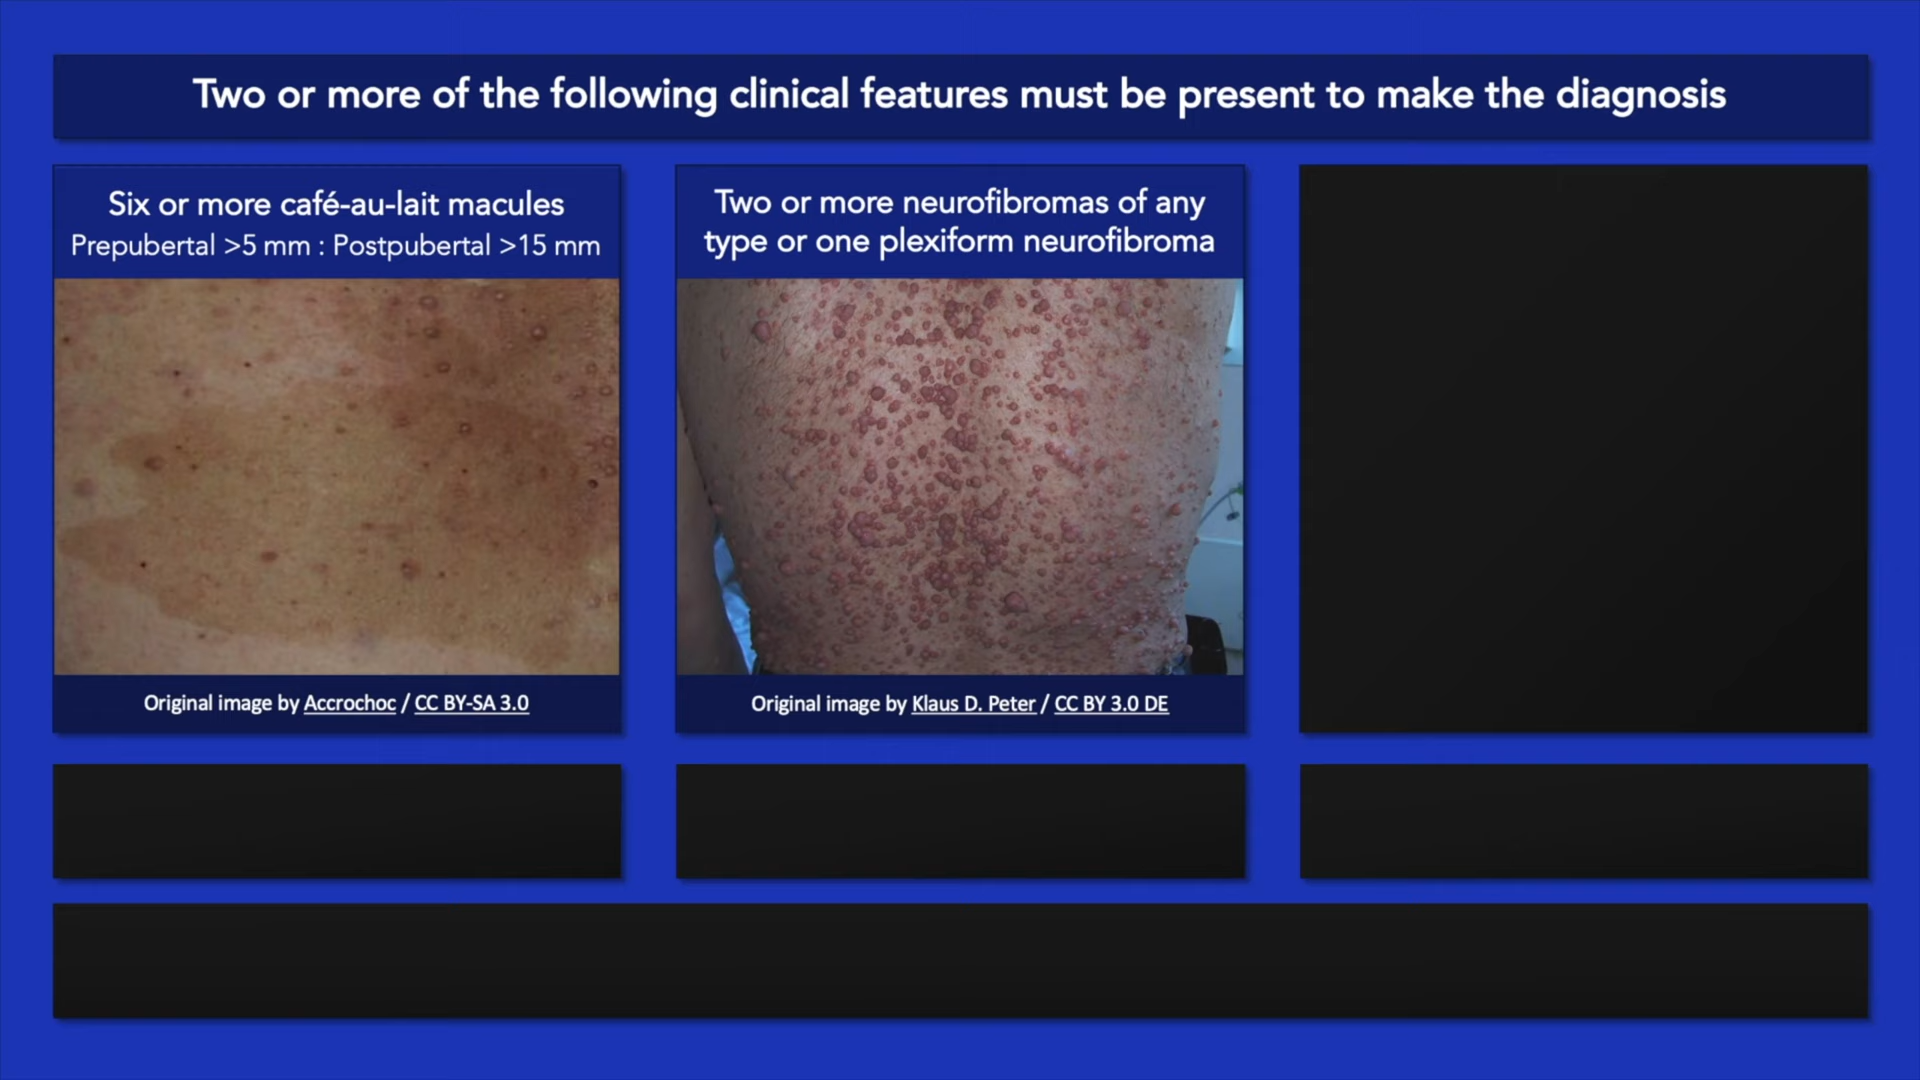 Two or more of the following clinical features must be present to make the diagnosis
Six or more café-au-lait macules
Prepubertal >5 mm : Postpubertal >15 mm
Two or more neurofibromas of any
type or one plexiform neurofibroma
Original image by Accrochoc / CC BY-SA 3.0
Original image by Klaus D. Peter / CC BY 3.0 DE